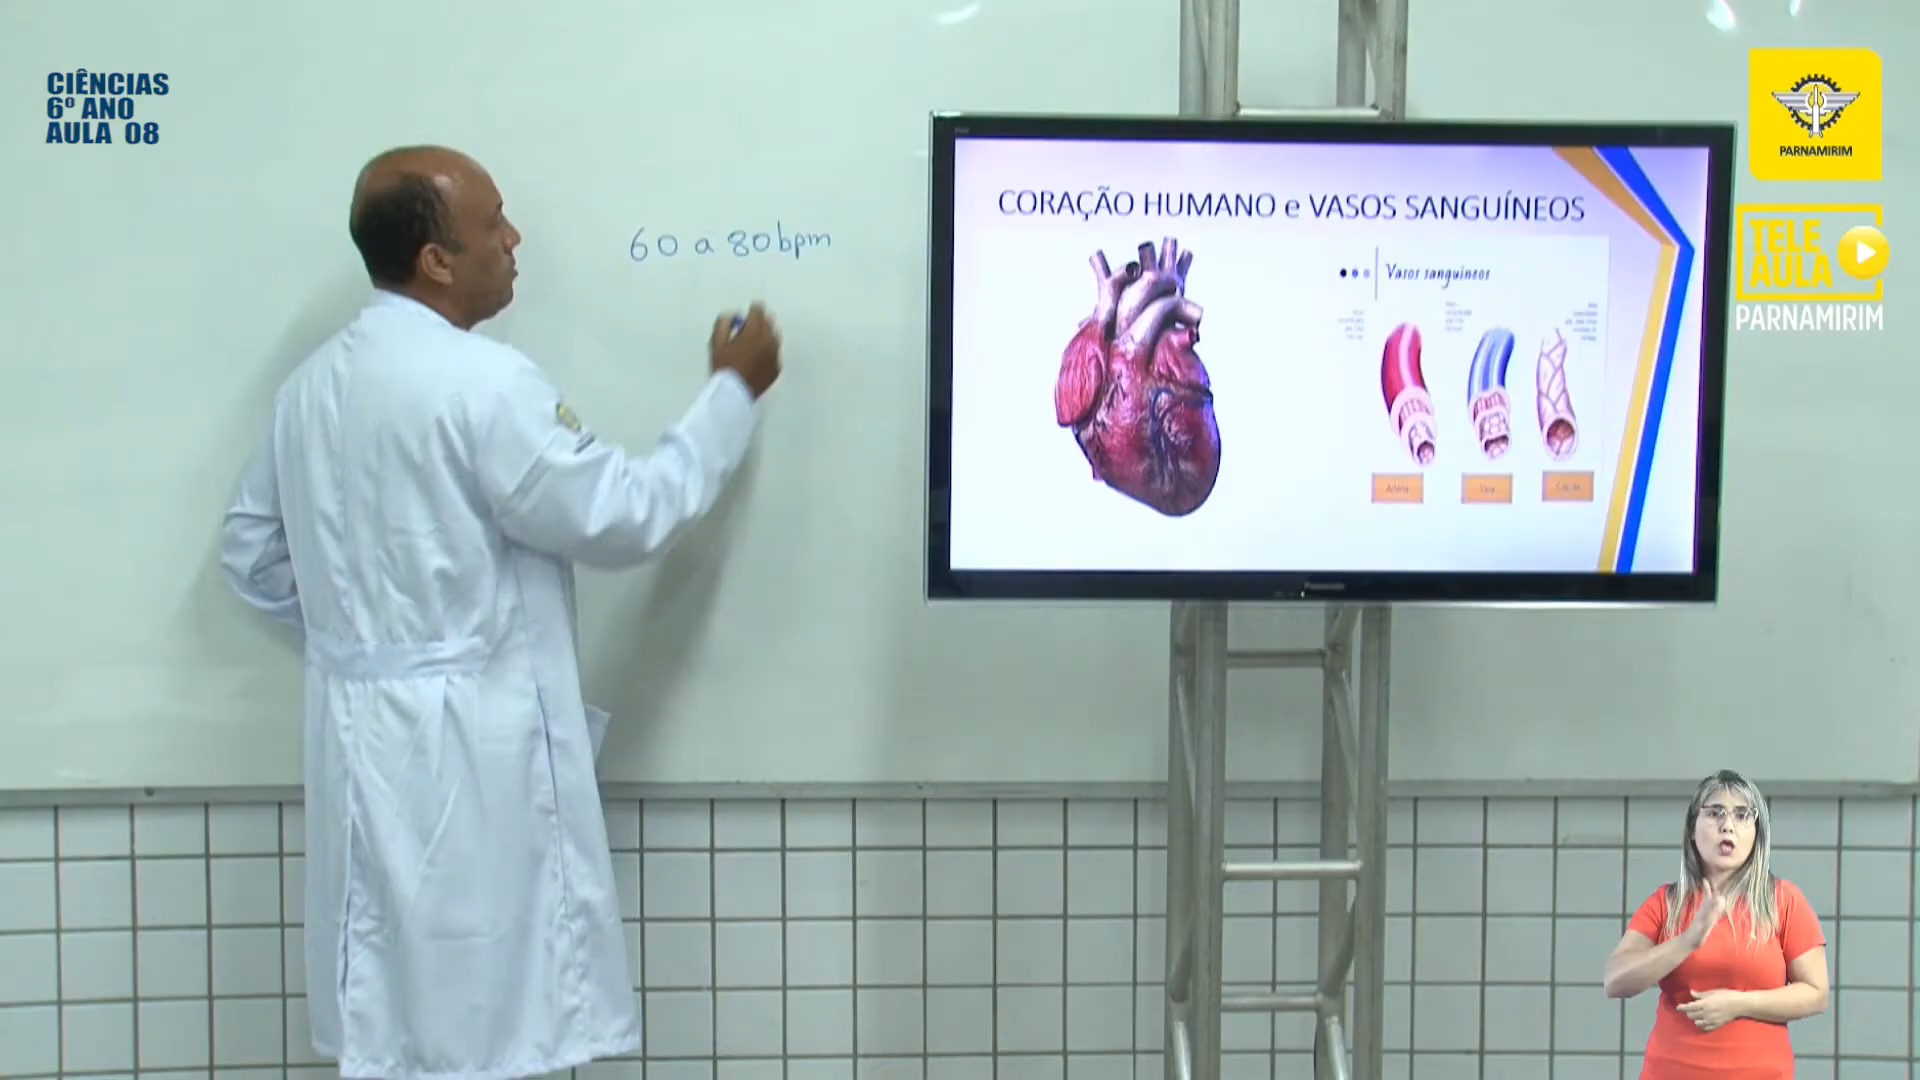 CIÊNCIAS
6º ANO
AULA 08
60 a 80bpm
CORAÇÃO HUMANO e VASOS SANGUÍNEOS
Vasos sanguíneos
PARNAMIRIM
TELE
AULA
PARNAMIRIM